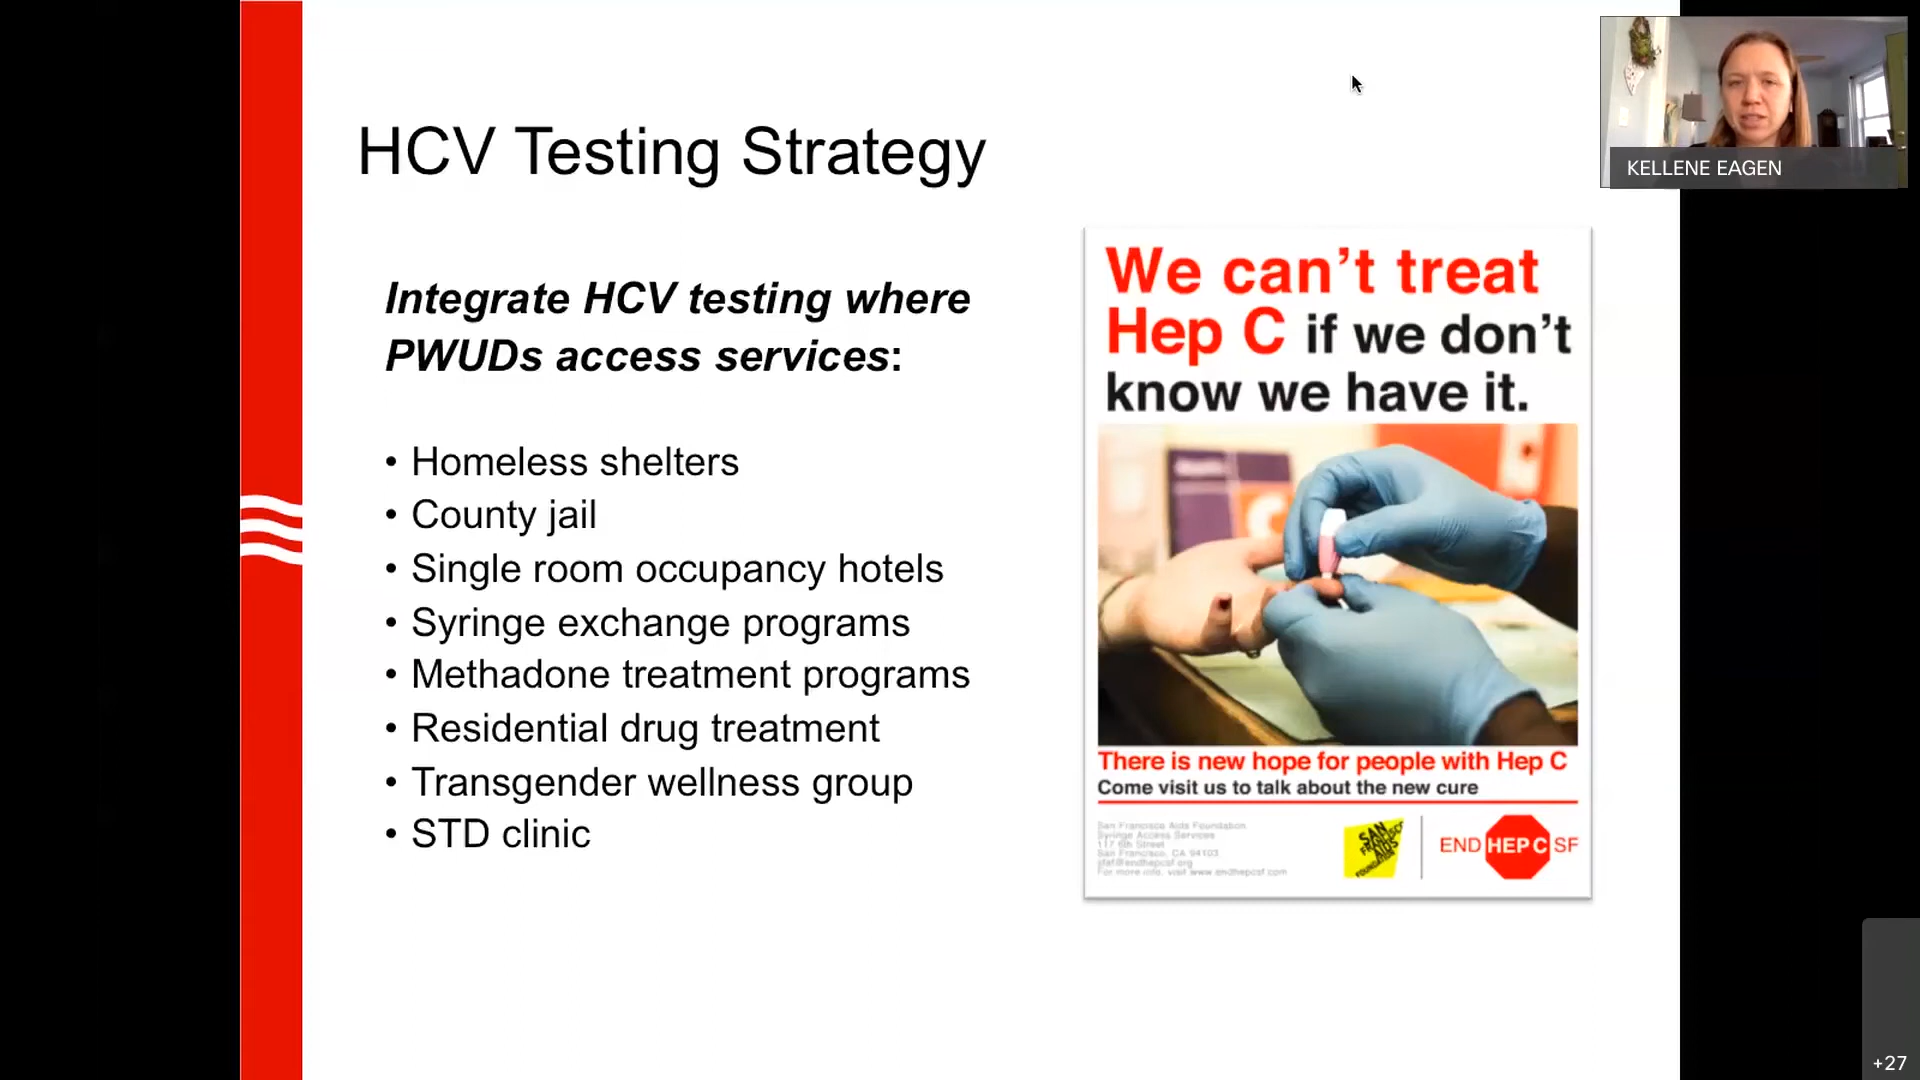 HCV Testing Strategy
Integrate HCV testing where
PWUDs access services:
• Homeless shelters
• County jail
• Single room occupancy hotels
• Syringe exchange programs
• Methadone treatment programs
• Residential drug treatment
• Transgender wellness group
• STD clinic
We can't treat
Hep C if we don't
know we have it.
There is new hope for people with Hep C
Come visit us to talk about the new cure
San Francisco Aids Foundation
Syringe Access Services
117 6th Street
San Francisco, CA 94103
For more info, visit www.endhepcsf.com
SAN
FRANCISCO
AIDS
FOUNDATION
END HEP C SF
KELLENE EAGEN
+27